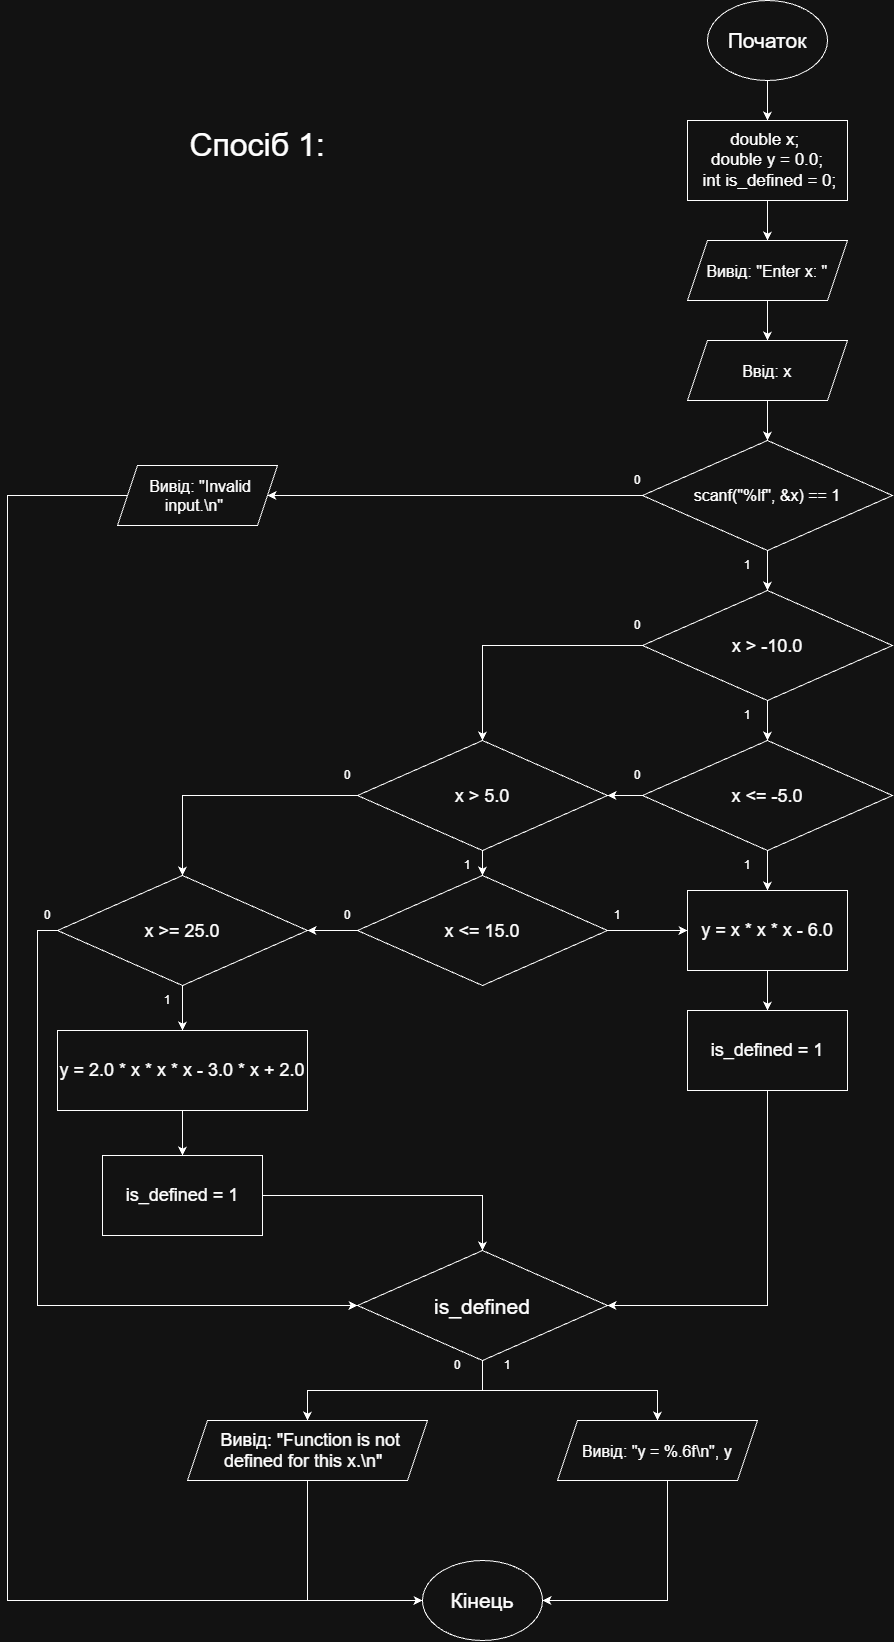 Початок
Спосіб 1:
double x;
double y = 0.0;
int is_defined = 0;
Вивід: "Enter x: "
Ввід: x
0
scanf("%lf", &x) == 1
Вивід: "Invalid
input.\n"
1
0
x > -10.0
1
0
x > 5.0
0
x <= -5.0
1
1
0
x >= 25.0
0
x <= 15.0
1
y = x * x * x - 6.0
1
y = 2.0 * x * x * x - 3.0 * x + 2.0
is_defined = 1
is_defined = 1
is_defined
0
1
Вивід: "Function is not
defined for this x.\n"
Вивід: "y = %.6f\n", y
Кінець